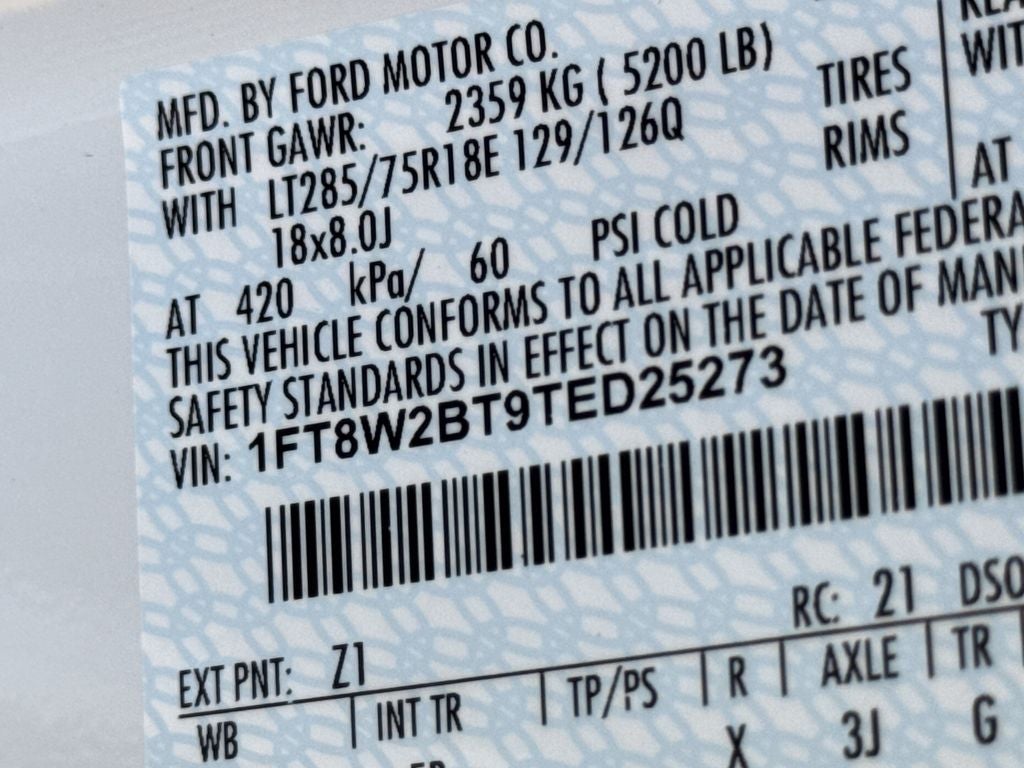 MFD. BY FORD MOTOR CO.
FRONT GAWR: 2359 KG ( 5200 LB)
WITH LT285/75R18E 129/126Q TIRES
18x8.0J RIMS
AT 420 kPa/ 60 PSI COLD
AT
THIS VEHICLE CONFORMS TO ALL APPLICABLE FEDERA
SAFETY STANDARDS IN EFFECT ON THE DATE OF MAN
VIN: 1FT8W2BT9TED25273
TY
EXT PNT: Z1 RC: 21 DSO
WB INT TR TP/PS R AXLE TR
X 3J G